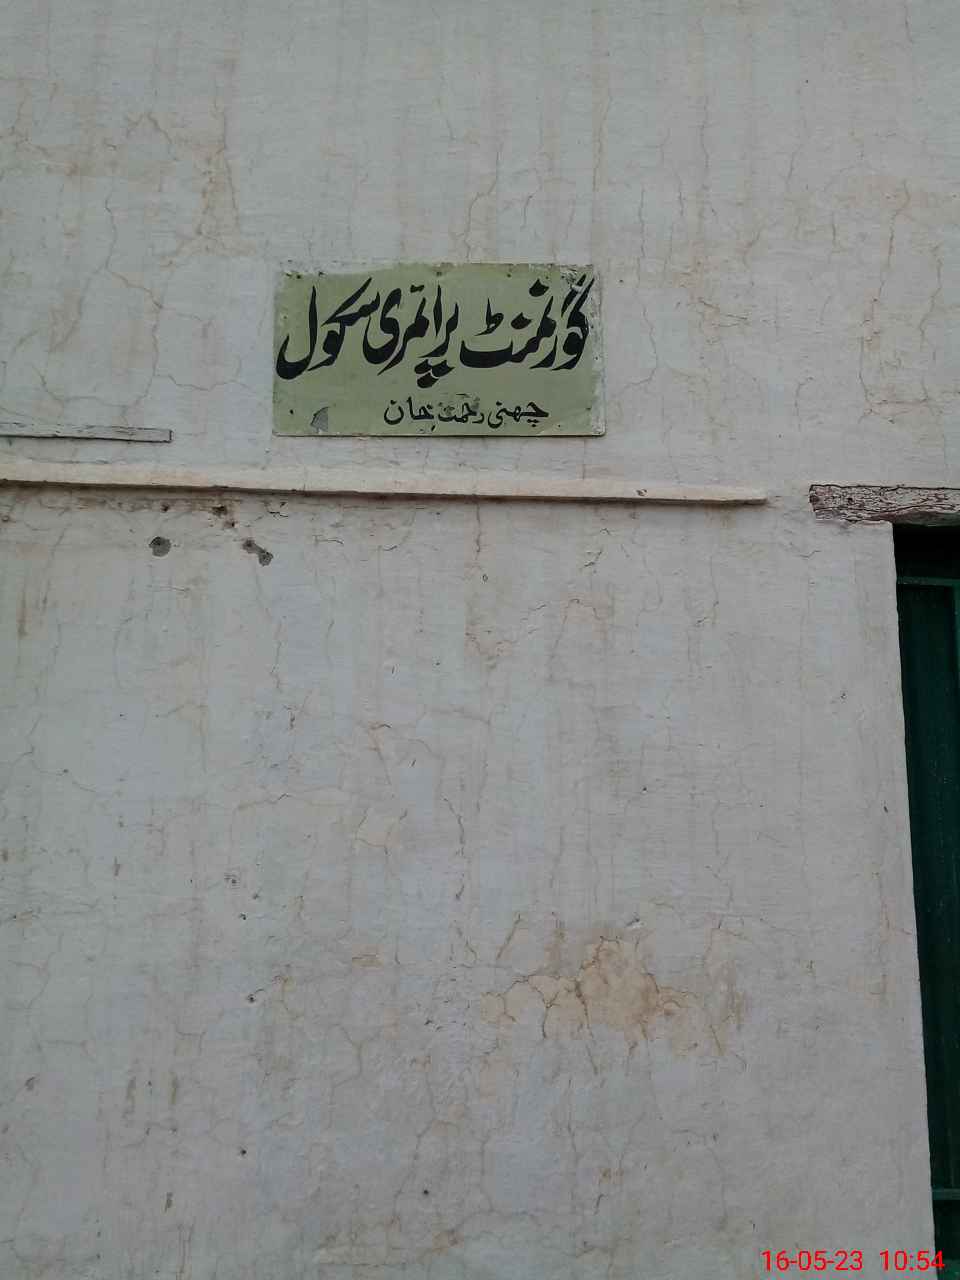 گورنمنٹ پرائمری سکول
چھنی رحمت خان
16-05-23 10:54